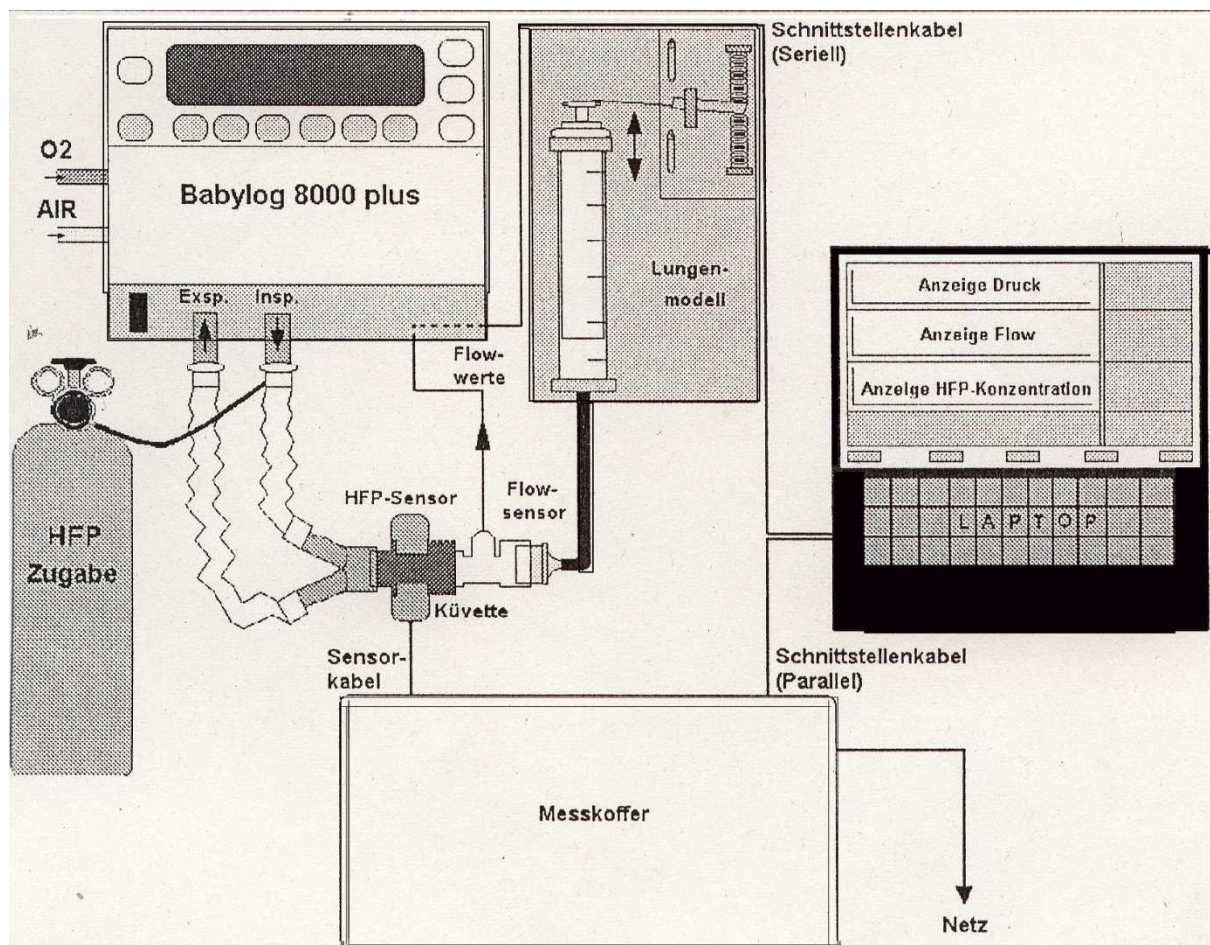 Schnittstellenkabel
(Seriell)
O2
AIR
Babylog 8000 plus
Exsp.
Insp.
Flow-
werte
Lungen-
modell
Anzeige Druck
Anzeige Flow
Anzeige HFP-Konzentration
LAPTOP
HFP
Zugabe
HFP-Sensor
Flow-
sensor
Küvette
Sensor-
kabel
Schnittstellenkabel
(Parallel)
Messkoffer
Netz